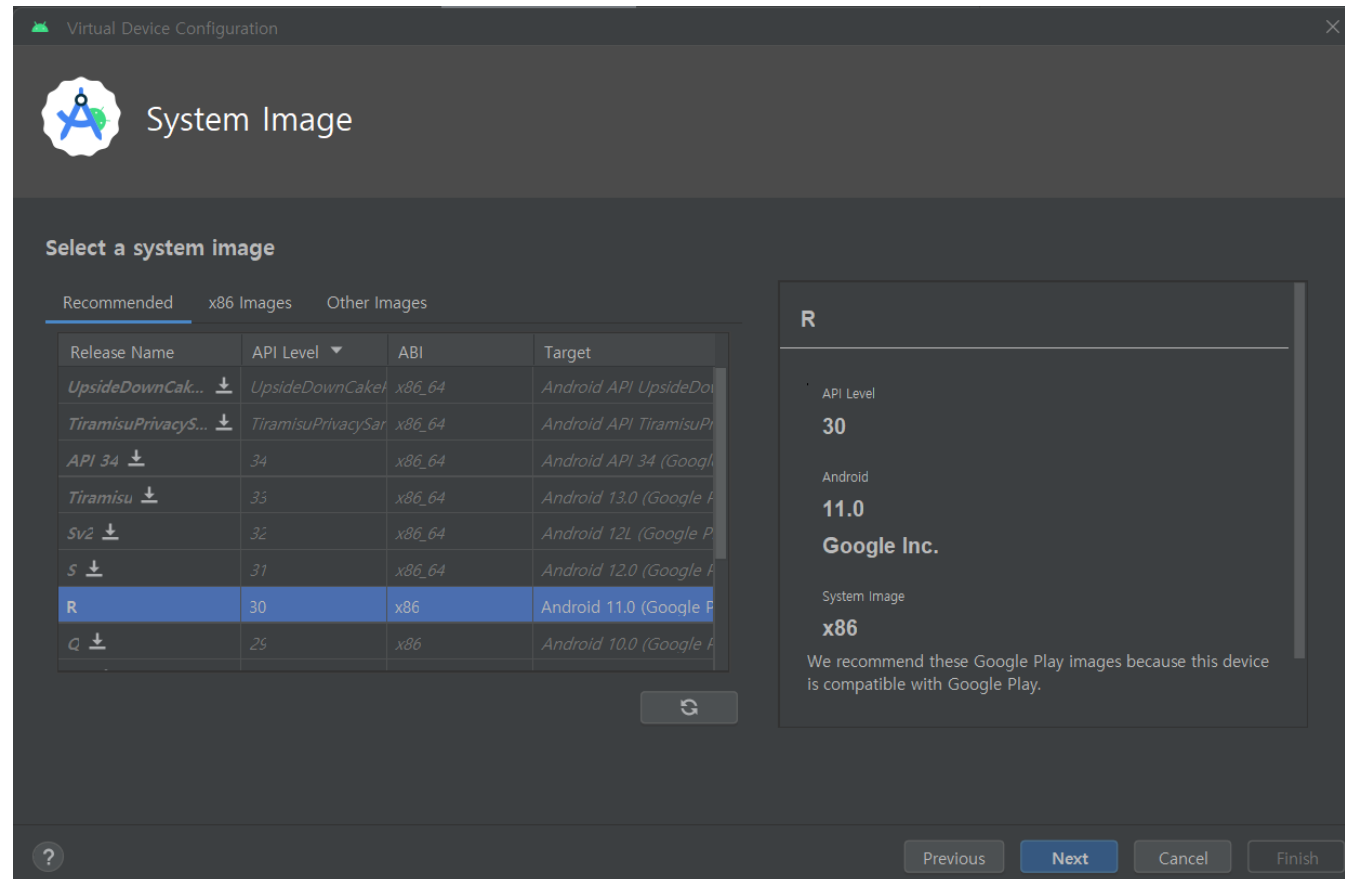 Virtual Device Configuration
System Image
Select a system image
Recommended x86 Images Other Images
Release Name API Level ABI Target
UpsideDownCak... UpsideDownCakeP x86_64 Android API UpsideDow
TiramisuPrivacyS... TiramisuPrivacySan x86_64 Android API TiramisuPr
API 34 34 x86_64 Android API 34 (Google
Tiramisu 33 x86_64 Android 13.0 (Google P
Sv2 32 x86_64 Android 12L (Google P
S 31 x86_64 Android 12.0 (Google P
R 30 x86 Android 11.0 (Google P
Q 29 x86 Android 10.0 (Google P
R
API Level
30
Android
11.0
Google Inc.
System Image
x86
We recommend these Google Play images because this device
is compatible with Google Play.
? Previous Next Cancel Finish